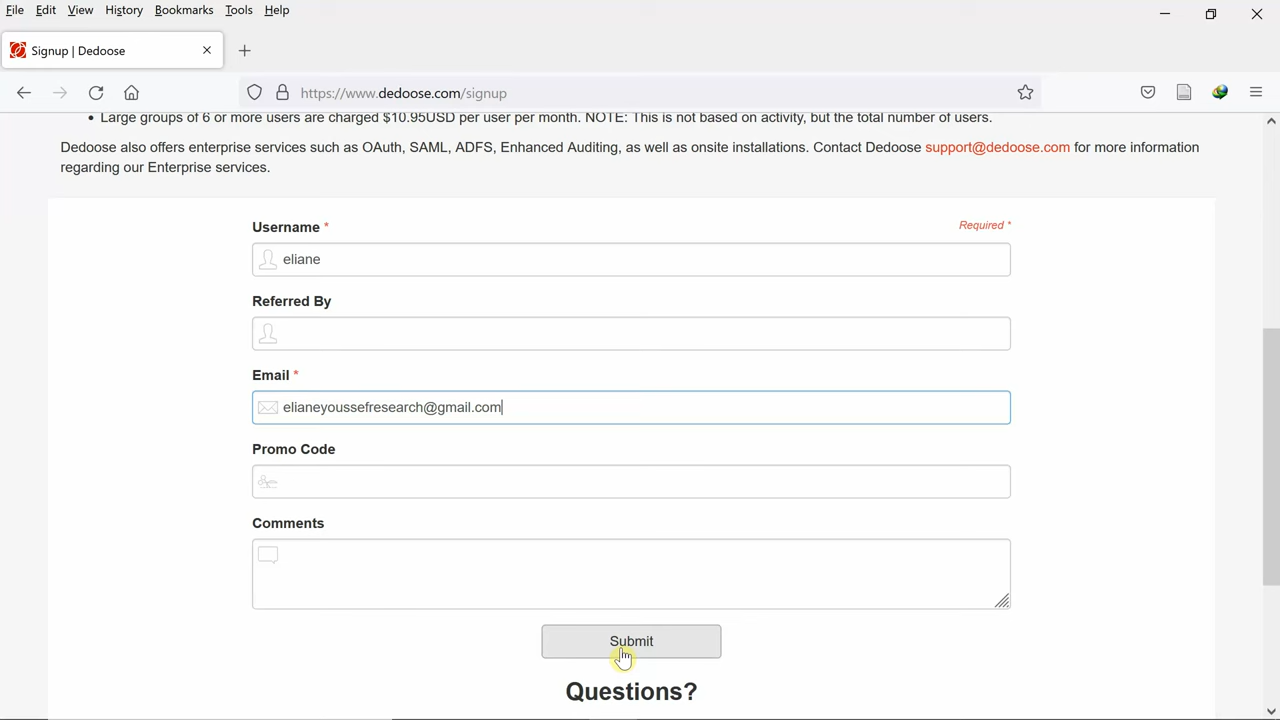 File Edit View History Bookmarks Tools Help
Signup | Dedoose
https://www.dedoose.com/signup
• Large groups of 6 or more users are charged $10.95USD per user per month. NOTE: This is not based on activity, but the total number of users.
Dedoose also offers enterprise services such as OAuth, SAML, ADFS, Enhanced Auditing, as well as onsite installations. Contact Dedoose support@dedoose.com for more information
regarding our Enterprise services.
Username *
Required *
eliane
Referred By
Email *
elianeyoussefresearch@gmail.com
Promo Code
Comments
Submit
Questions?